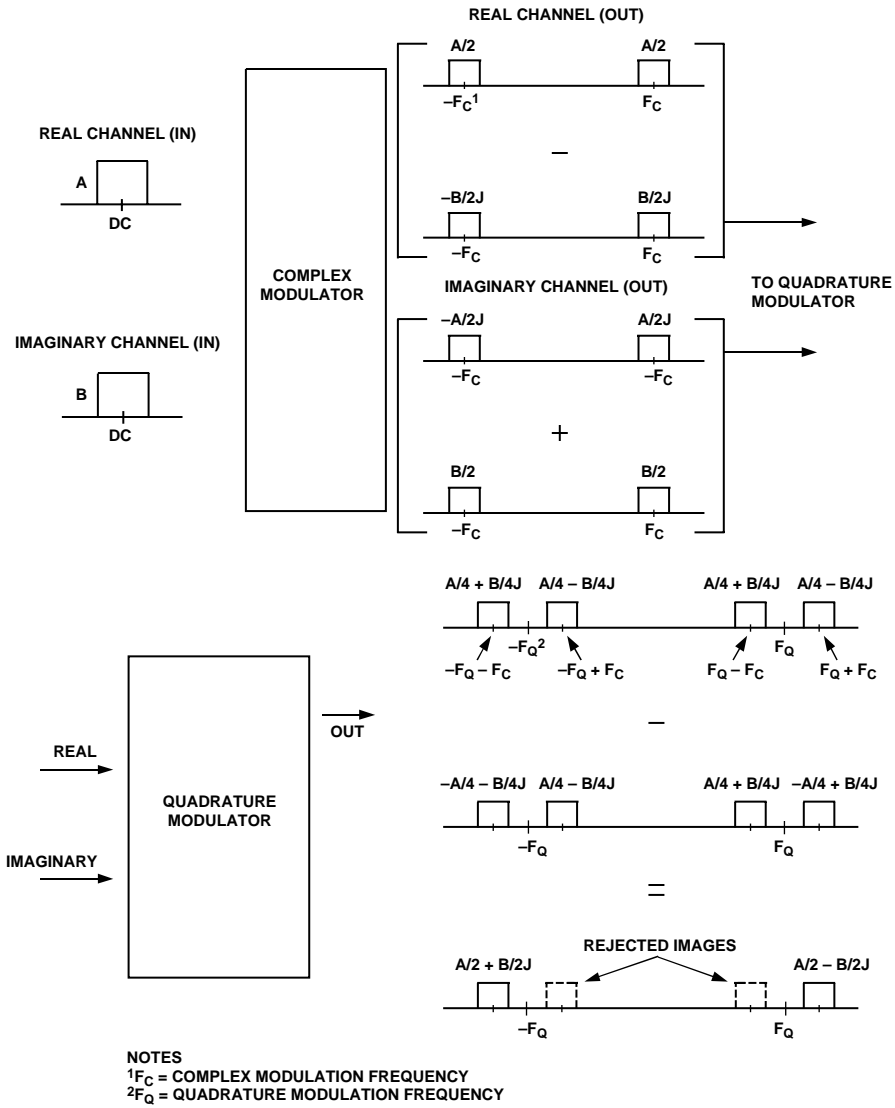 REAL CHANNEL (OUT)
A/2 A/2
–FC1 FC
–
REAL CHANNEL (IN)
A
DC
–B/2J B/2J
–FC FC
COMPLEX
MODULATOR
IMAGINARY CHANNEL (OUT)
TO QUADRATURE
MODULATOR
–A/2J A/2J
–FC –FC
IMAGINARY CHANNEL (IN)
B
DC
+
B/2 B/2
–FC FC
A/4 + B/4J A/4 – B/4J A/4 + B/4J A/4 – B/4J
–FQ2 FQ
–FQ – FC –FQ + FC FQ – FC FQ + FC
OUT
–
REAL
QUADRATURE
MODULATOR
IMAGINARY
–A/4 – B/4J A/4 – B/4J A/4 + B/4J –A/4 + B/4J
–FQ FQ
=
REJECTED IMAGES
A/2 + B/2J A/2 – B/2J
–FQ FQ
NOTES
1FC = COMPLEX MODULATION FREQUENCY
2FQ = QUADRATURE MODULATION FREQUENCY